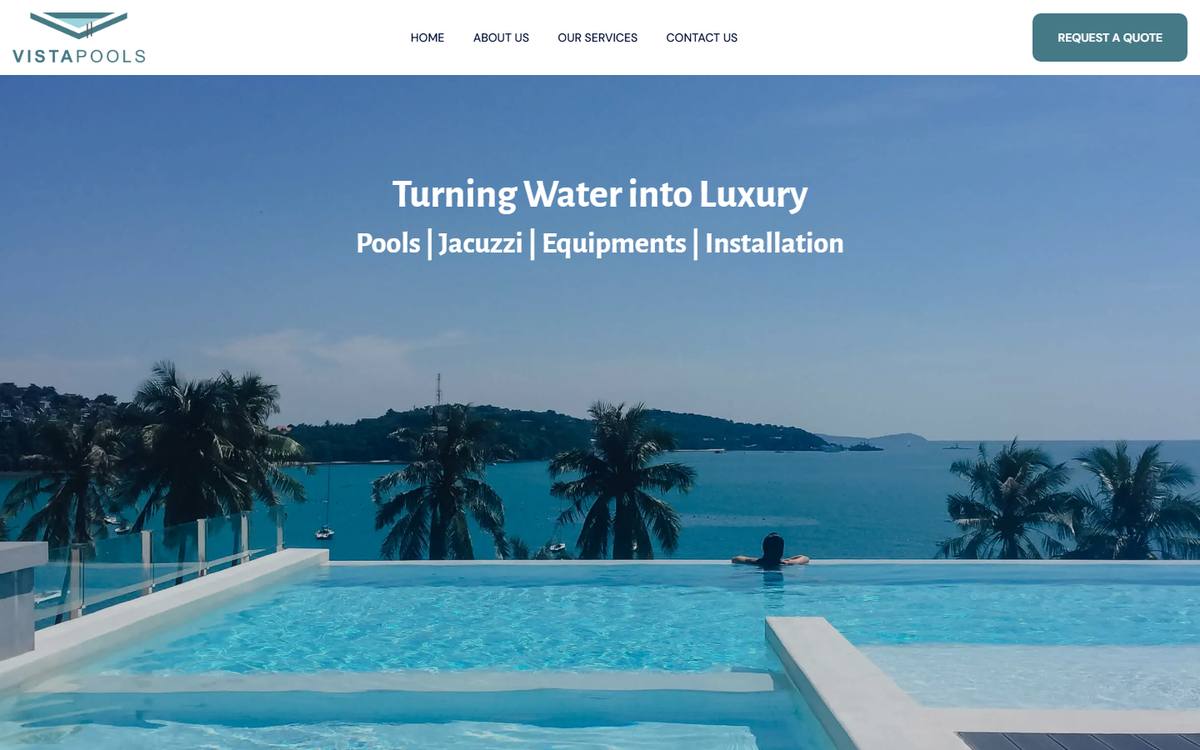 VISTAPOOLS
HOME
ABOUT US
OUR SERVICES
CONTACT US
REQUEST A QUOTE
Turning Water into Luxury
Pools | Jacuzzi | Equipments | Installation